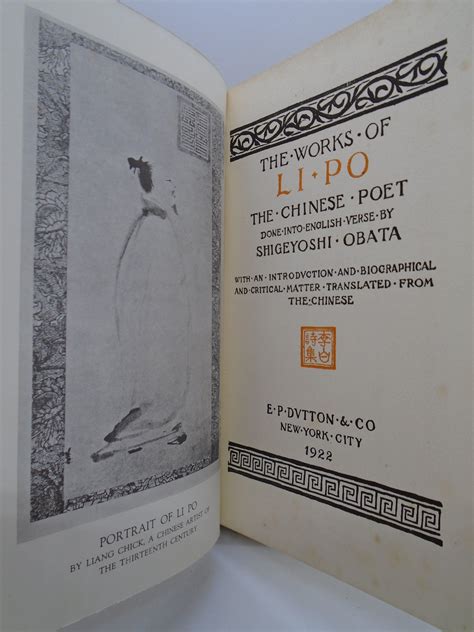 PORTRAIT OF LI PO
BY LIANG CHICK, A CHINESE ARTIST OF
THE THIRTEENTH CENTURY
THE·WORKS·OF
LI·PO
THE·CHINESE·POET
DONE·INTO·ENGLISH·VERSE·BY
SHIGEYOSHI·OBATA
WITH·AN·INTRODVCTION·AND·BIOGRAPHICAL
AND·CRITICAL·MATTER·TRANSLATED·FROM
THE·CHINESE
李白
詩集
E·P·DVTTON·&·CO
NEW·YORK·CITY
1922